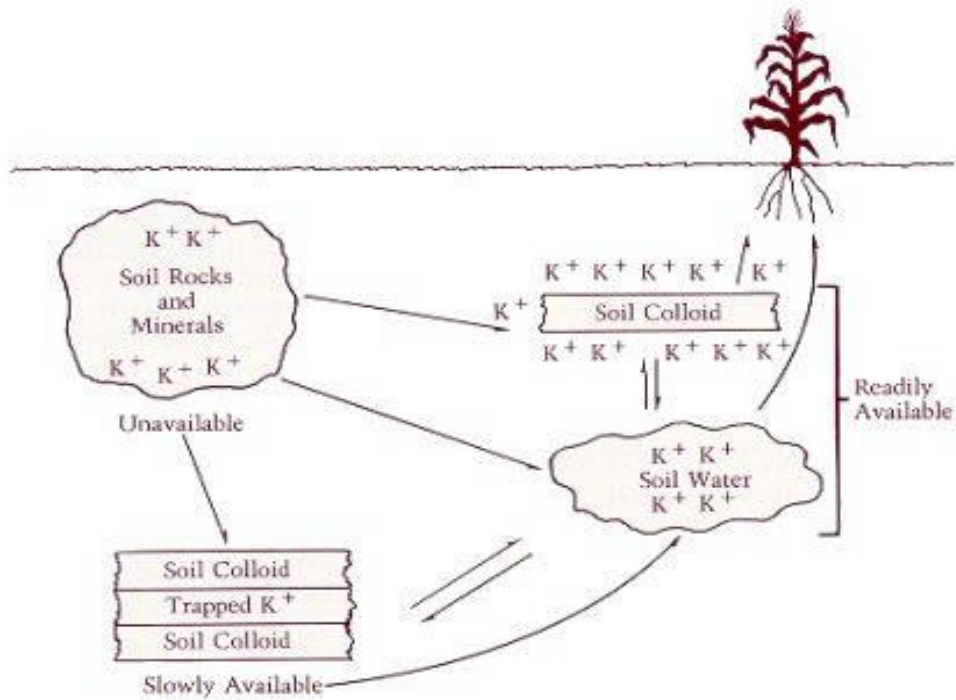 K+ K+
Soil Rocks
and
Minerals
K+ K+ K+
Unavailable
K+ K+ K+ K+ K+
K+
Soil Colloid
K+ K+ K+ K+ K+
Readily
Available
K+ K+
Soil Water
K+ K+
Soil Colloid
Trapped K+
Soil Colloid
Slowly Available